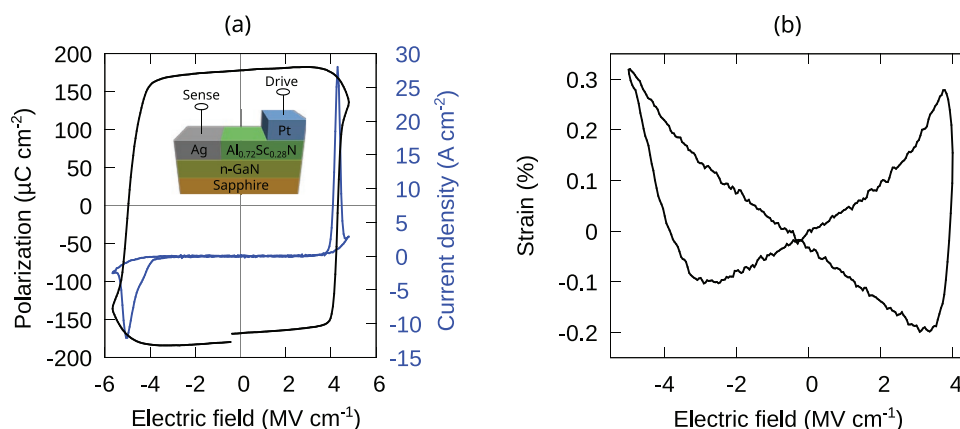 (a)
Polarization (µC cm-2)
200
150
100
50
0
-50
-100
-150
-200
-6
-4
-2
0
2
4
6
Electric field (MV cm-1)
30
25
20
15
10
5
0
-5
-10
-15
Current density (A cm-2)
Sense
Drive
Pt
Ag
Al0.72Sc0.28N
n-GaN
Sapphire
(b)
Strain (%)
0.3
0.2
0.1
0
-0.1
-0.2
-4
-2
0
2
4
Electric field (MV cm-1)